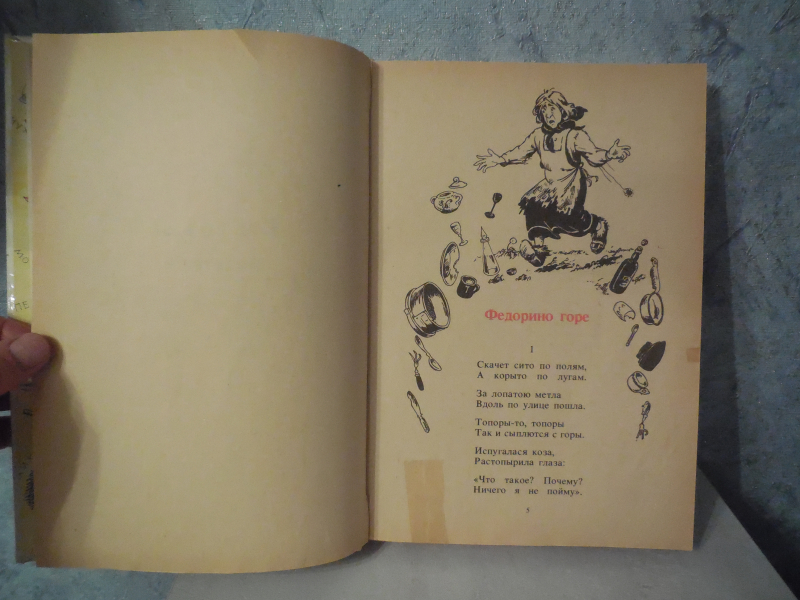 Федорино горе
I
Скачет сито по полям,
А корыто по лугам.
За лопатою метла
Вдоль по улице пошла.
Топоры-то, топоры
Так и сыплются с горы.
Испугалася коза,
Растопырила глаза:
«Что такое? Почему?
Ничего я не пойму».
5